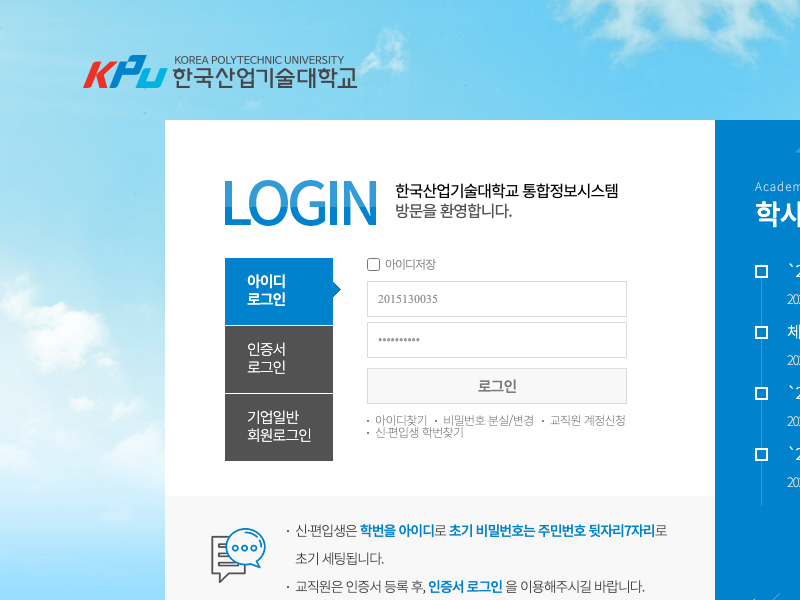 KOREA POLYTECHNIC UNIVERSITY
KPU 한국산업기술대학교
LOGIN
한국산업기술대학교 통합정보시스템
방문을 환영합니다.
아이디
로그인
인증서
로그인
기업일반
회원로그인
아이디저장
2015130035
••••••••••
로그인
· 아이디찾기 · 비밀번호 분실/변경 · 교직원 계정신청
· 신·편입생 학번찾기
· 신·편입생은 학번을 아이디로 초기 비밀번호는 주민번호 뒷자리7자리로
초기 세팅됩니다.
· 교직원은 인증서 등록 후, 인증서 로그인 을 이용해주시길 바랍니다.
Academ
학사
`2
20
체
20
`2
20
`2
20